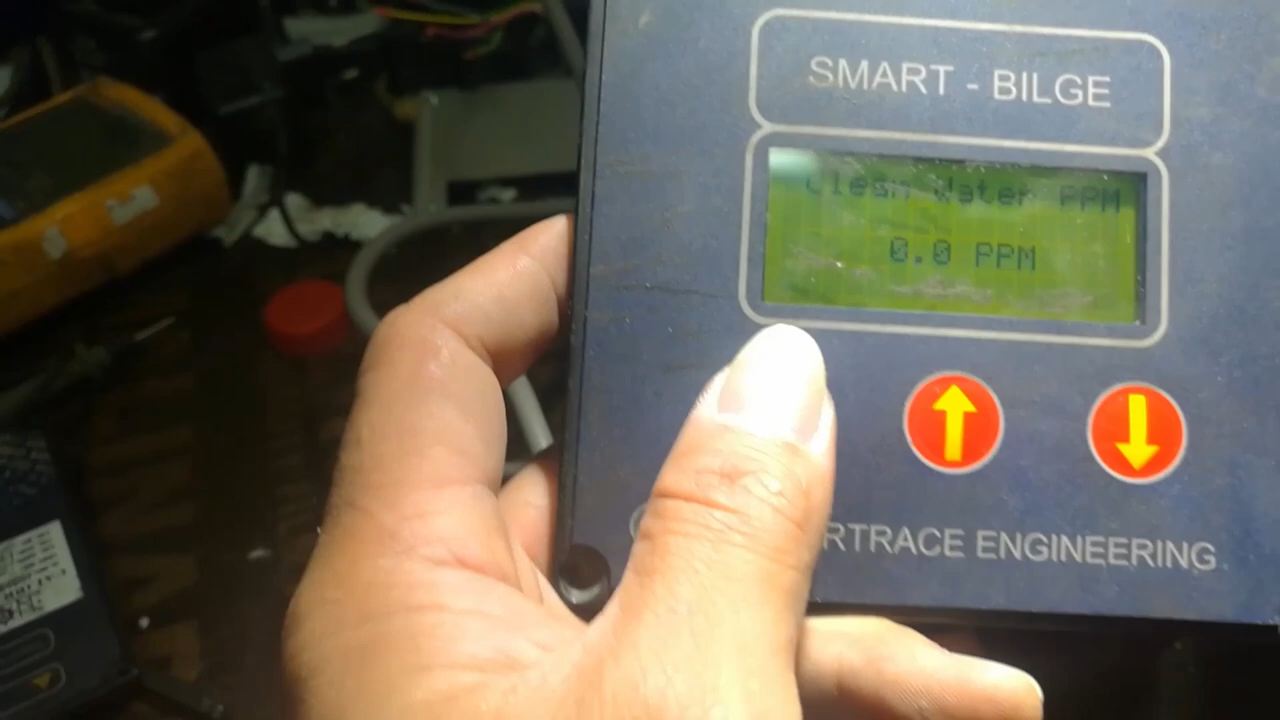 SMART - BILGE
Clean Water PPM
0.0 PPM
RTRACE ENGINEERING